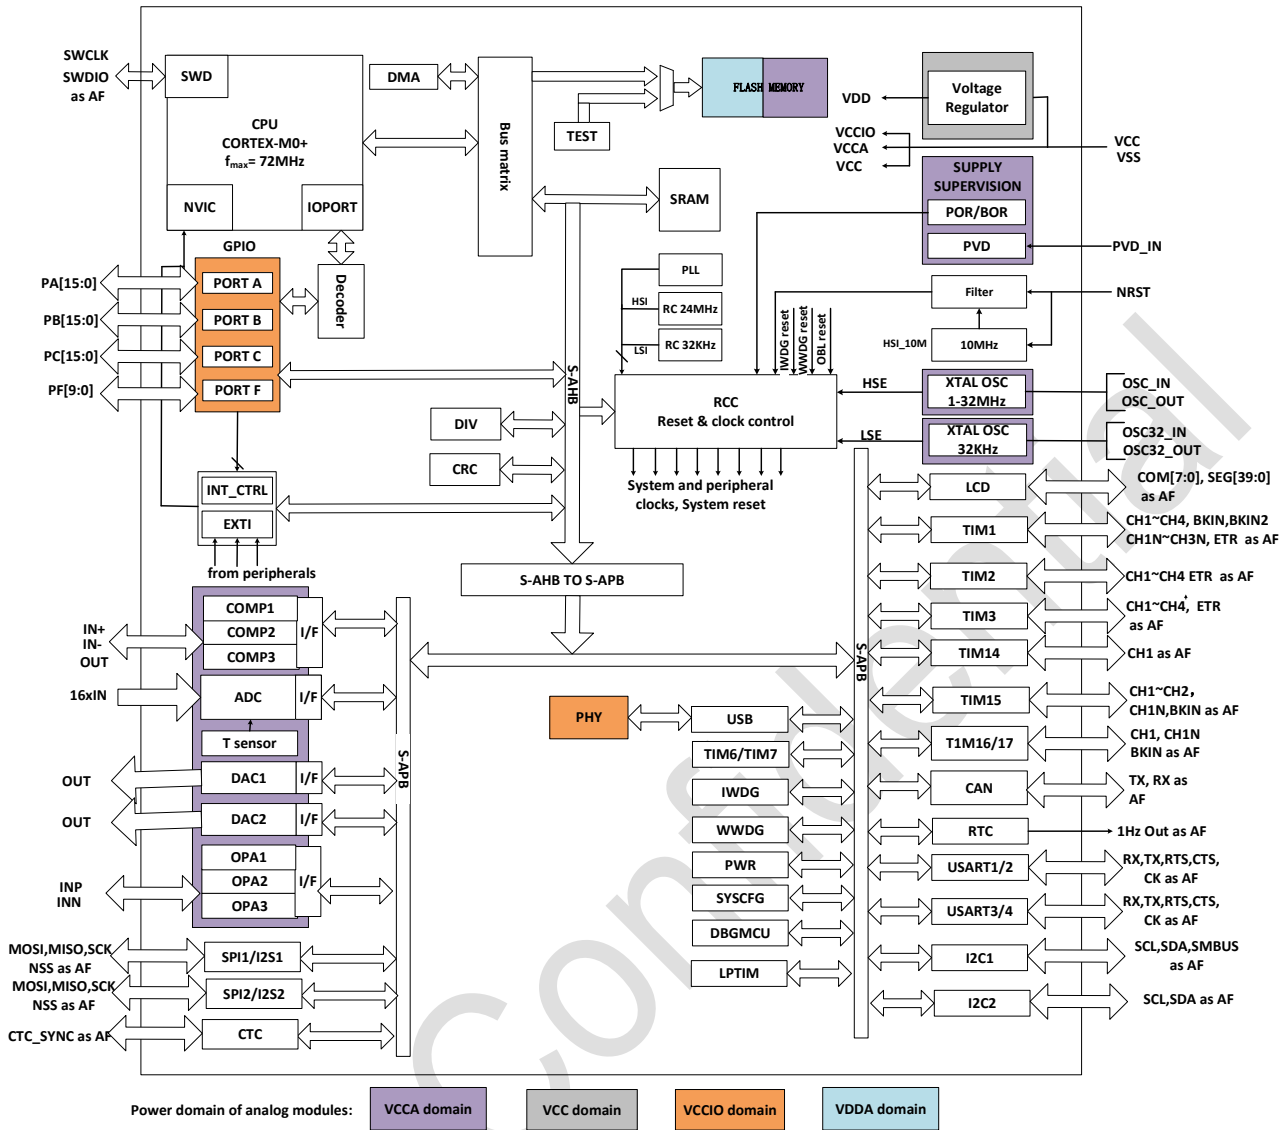 SWCLK
SWDIO
as AF
SWD
CPU
CORTEX-M0+
fmax= 72MHz
NVIC
IOPORT
DMA
Bus matrix
TEST
FLASH MEMORY
SRAM
VDD
VCCIO
VCCA
VCC
Voltage
Regulator
VCC
VSS
SUPPLY
SUPERVISION
POR/BOR
PVD
PVD_IN
GPIO
PORT A
PORT B
PORT C
PORT F
PA[15:0]
PB[15:0]
PC[15:0]
PF[9:0]
Decoder
PLL
HSI
RC 24MHz
LSI
RC 32KHz
IWDG reset
WWDG reset
OBL reset
Filter
NRST
HSI_10M
10MHz
S-AHB
RCC
Reset & clock control
HSE
XTAL OSC
1-32MHz
OSC_IN
OSC_OUT
LSE
XTAL OSC
32KHz
OSC32_IN
OSC32_OUT
DIV
CRC
System and peripheral
clocks, System reset
INT_CTRL
EXTI
from peripherals
S-AHB TO S-APB
COMP1
COMP2
COMP3
I/F
IN+
IN-
OUT
16xIN
ADC
I/F
T sensor
OUT
DAC1
I/F
OUT
DAC2
I/F
INP
INN
OPA1
OPA2
OPA3
I/F
MOSI,MISO,SCK
NSS as AF
SPI1/I2S1
MOSI,MISO,SCK
NSS as AF
SPI2/I2S2
CTC_SYNC as AF
CTC
S-APB
PHY
USB
TIM6/TIM7
IWDG
WWDG
PWR
SYSCFG
DBGMCU
LPTIM
S-APB
LCD
COM[7:0], SEG[39:0]
as AF
TIM1
CH1~CH4, BKIN,BKIN2
CH1N~CH3N, ETR as AF
TIM2
CH1~CH4 ETR as AF
TIM3
CH1~CH4, ETR
as AF
TIM14
CH1 as AF
TIM15
CH1~CH2,
CH1N,BKIN as AF
T1M16/17
CH1, CH1N
BKIN as AF
CAN
TX, RX as
AF
RTC
1Hz Out as AF
USART1/2
RX,TX,RTS,CTS,
CK as AF
USART3/4
RX,TX,RTS,CTS,
CK as AF
I2C1
SCL,SDA,SMBUS
as AF
I2C2
SCL,SDA as AF
Confidential
Power domain of analog modules:
VCCA domain
VCC domain
VCCIO domain
VDDA domain